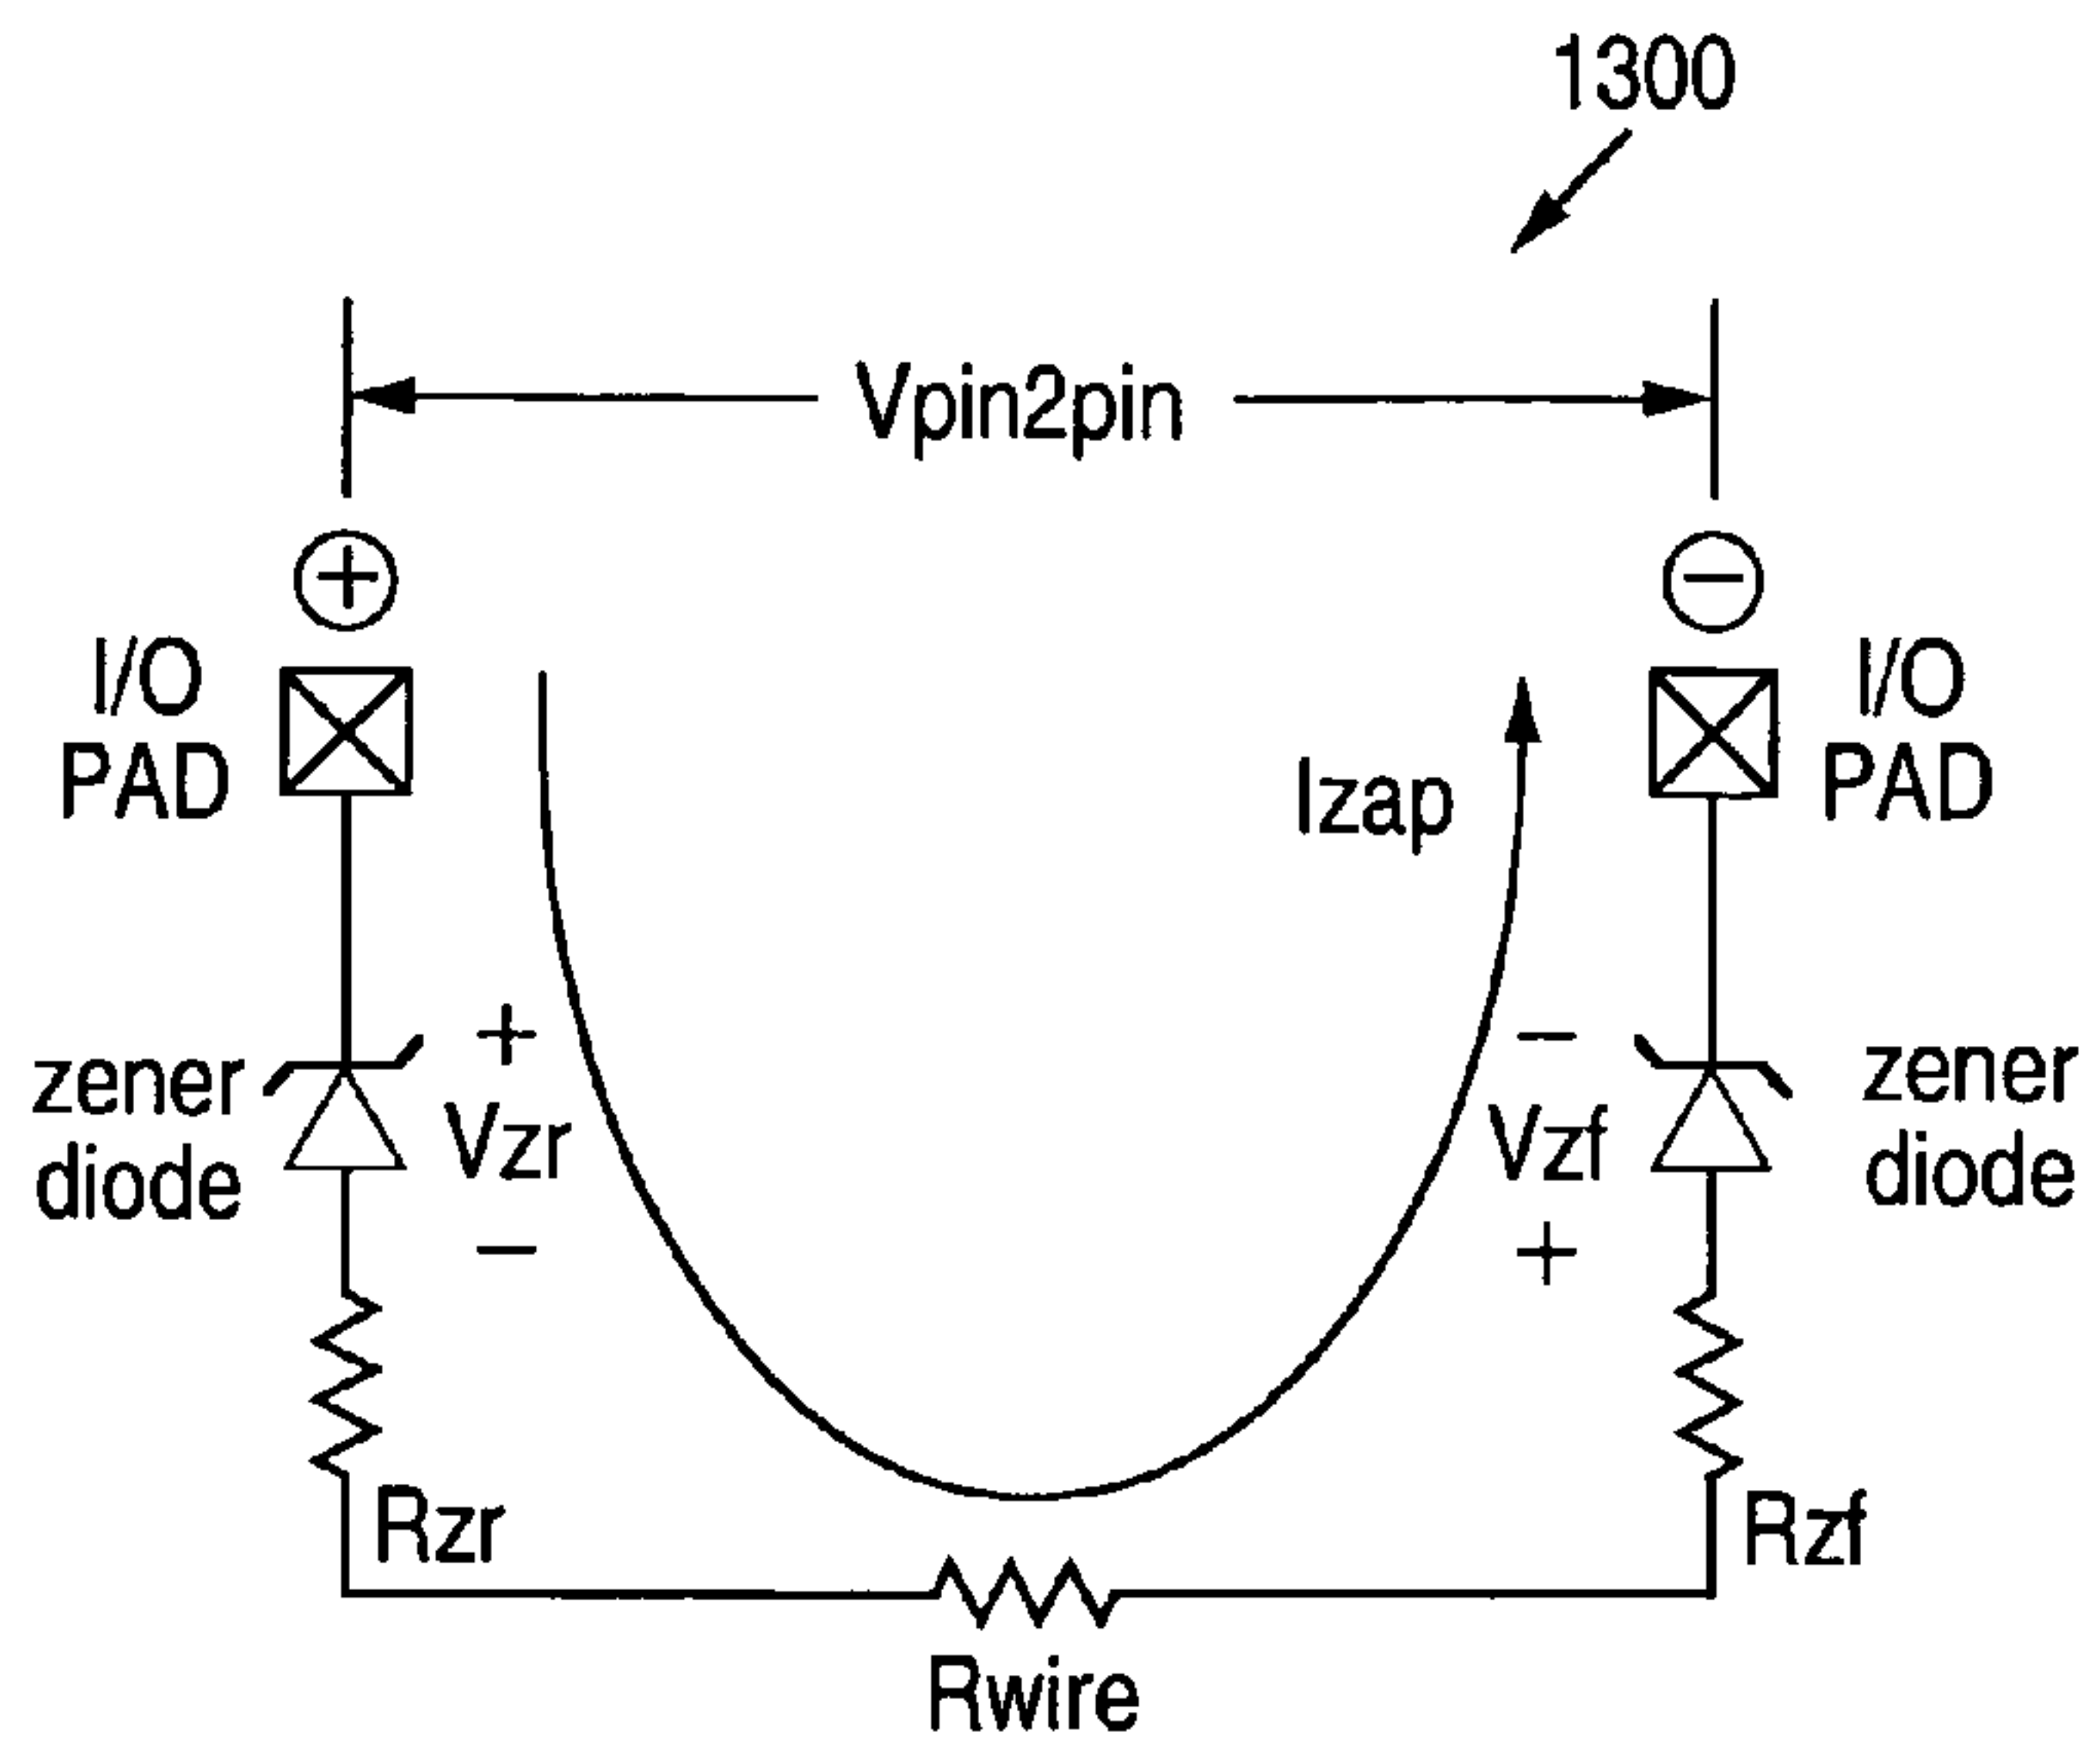 1300
Vpin2pin
+
−
I/O
PAD
I/O
PAD
Izap
zener
diode
+
Vzr
−
−
Vzf
+
zener
diode
Rzr
Rzf
Rwire